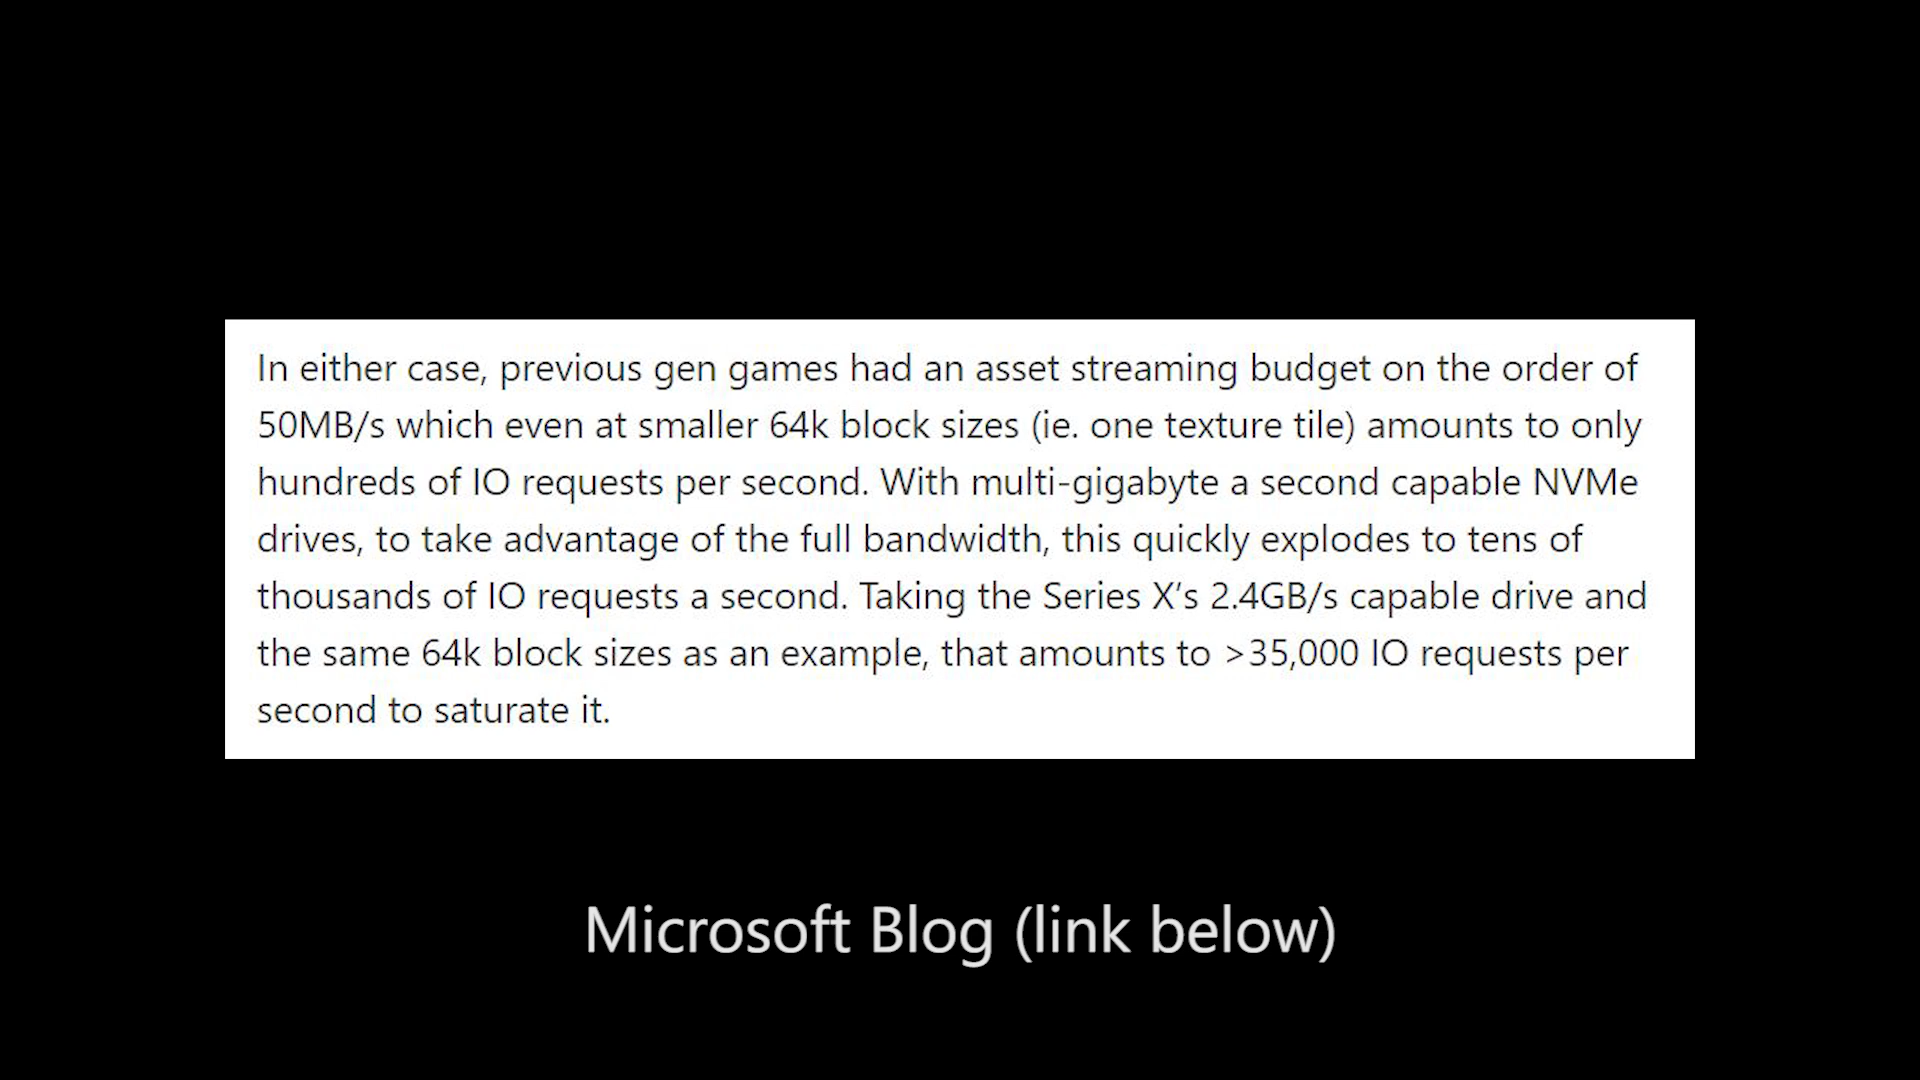 In either case, previous gen games had an asset streaming budget on the order of
50MB/s which even at smaller 64k block sizes (ie. one texture tile) amounts to only
hundreds of IO requests per second. With multi-gigabyte a second capable NVMe
drives, to take advantage of the full bandwidth, this quickly explodes to tens of
thousands of IO requests a second. Taking the Series X's 2.4GB/s capable drive and
the same 64k block sizes as an example, that amounts to >35,000 IO requests per
second to saturate it.
Microsoft Blog (link below)